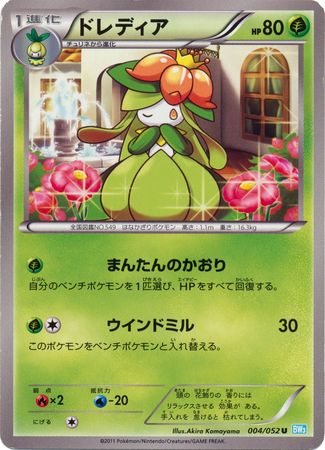 1進化
ドレディア
HP80
チュリネから進化
全国図鑑NO.549 はなかざりポケモン 高さ:1.1m 重さ:16.3kg
まんたんのかおり
自分のベンチポケモンを1匹選び、HPをすべて回復する。
ウインドミル 30
このポケモンをベンチポケモンと入れ替える。
弱点 ×2 抵抗力 -20
にげる
頭の花飾りの香りには
リラックスさせる効果がある。
手入れを怠ると枯れてしまう。
Illus.Akira Komayama 004/052 U BW3
©2011 Pokémon/Nintendo/Creatures/GAME FREAK.